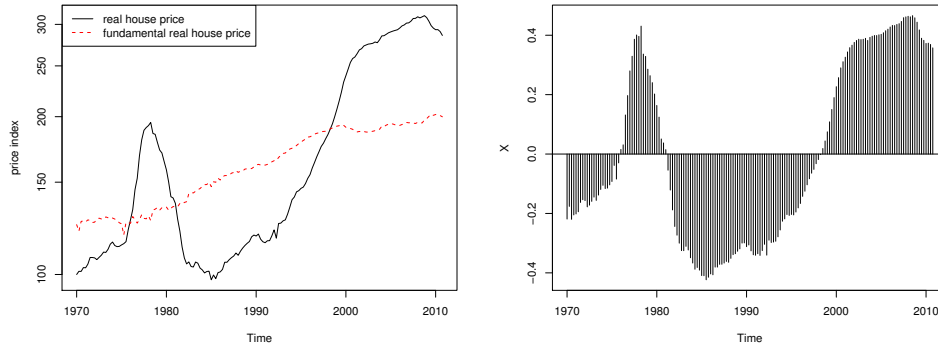 real house price
fundamental real house price
price index
300
250
200
150
100
1970 1980 1990 2000 2010
Time
X
0.4
0.2
0.0
−0.2
−0.4
1970 1980 1990 2000 2010
Time